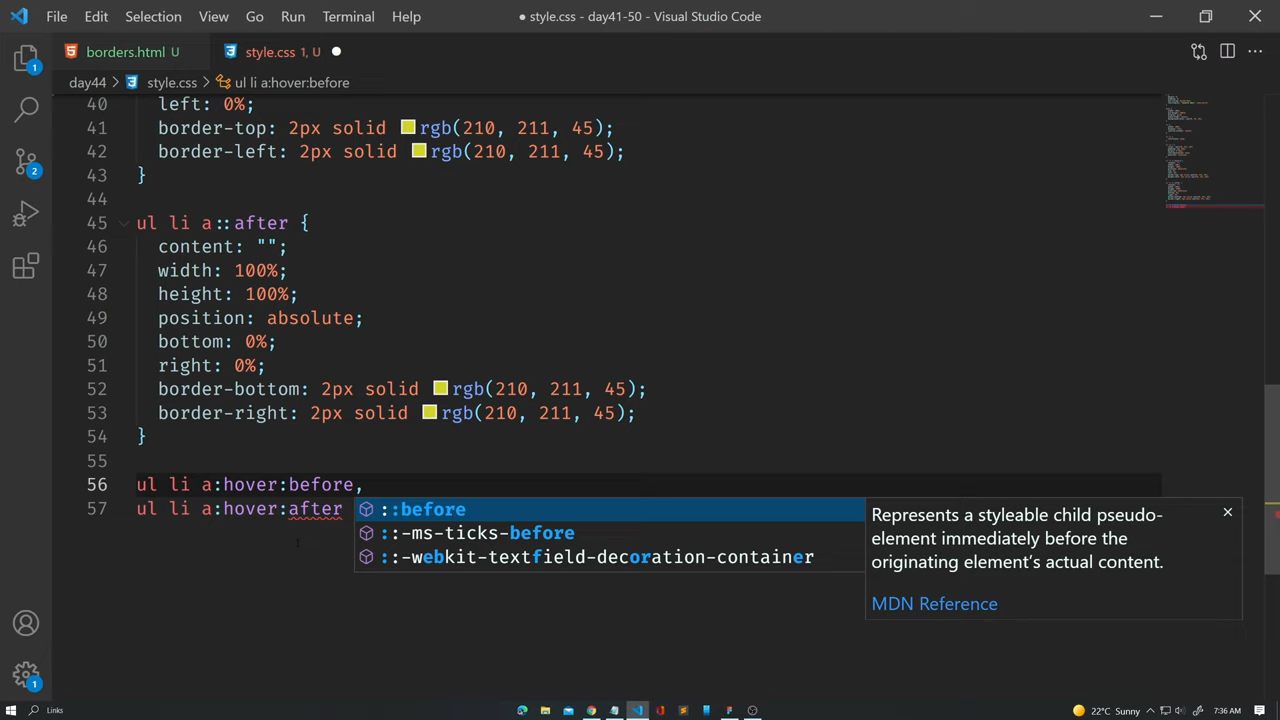 File Edit Selection View Go Run Terminal Help
● style.css - day41-50 - Visual Studio Code
borders.html U
style.css 1, U ●
day44 > style.css > ul li a:hover:before
40 left: 0%;
41 border-top: 2px solid rgb(210, 211, 45);
42 border-left: 2px solid rgb(210, 211, 45);
43 }
44
45 ul li a::after {
46 content: "";
47 width: 100%;
48 height: 100%;
49 position: absolute;
50 bottom: 0%;
51 right: 0%;
52 border-bottom: 2px solid rgb(210, 211, 45);
53 border-right: 2px solid rgb(210, 211, 45);
54 }
55
56 ul li a:hover:before,
57 ul li a:hover:after
::before
::-ms-ticks-before
::-webkit-textfield-decoration-container
Represents a styleable child pseudo-
element immediately before the
originating element's actual content.
MDN Reference
1
2
1
Links
22°C Sunny
7:36 AM